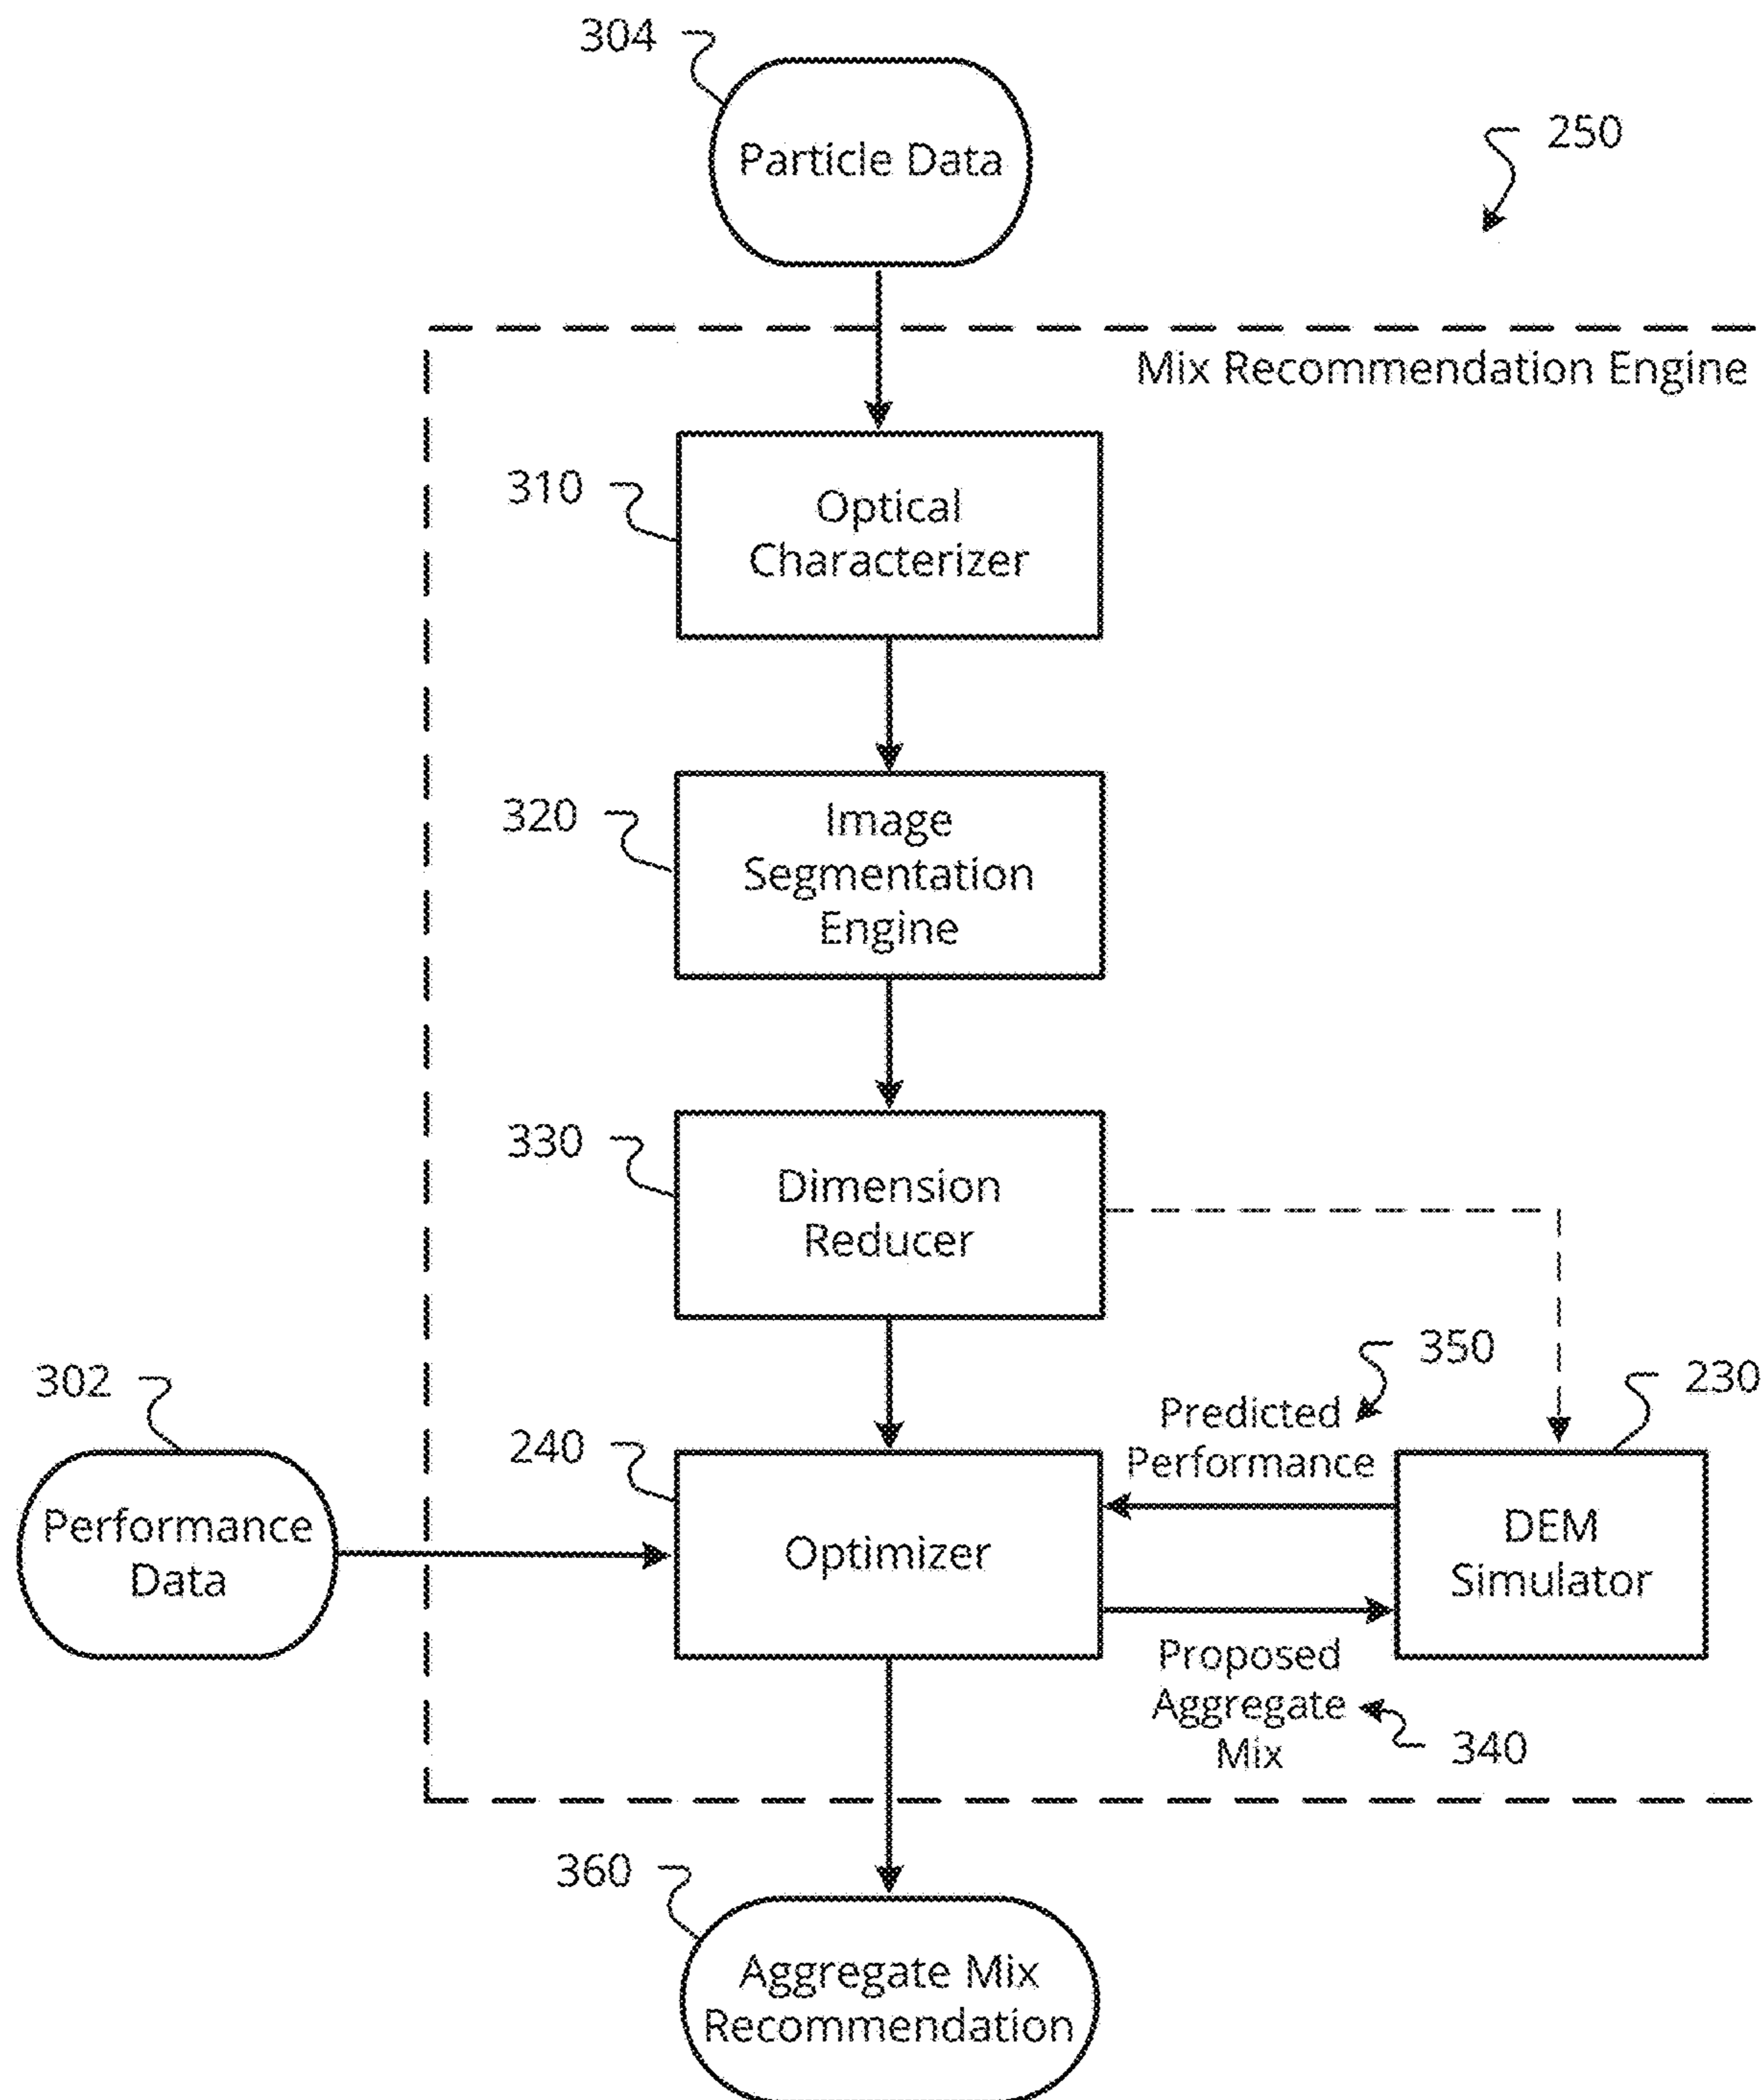 304
Particle Data
250
Mix Recommendation Engine
310
Optical
Characterizer
320
Image
Segmentation
Engine
330
Dimension
Reducer
350
302
230
Predicted
Performance
240
Performance
Data
Optimizer
DEM
Simulator
Proposed
Aggregate
Mix
340
360
Aggregate Mix
Recommendation